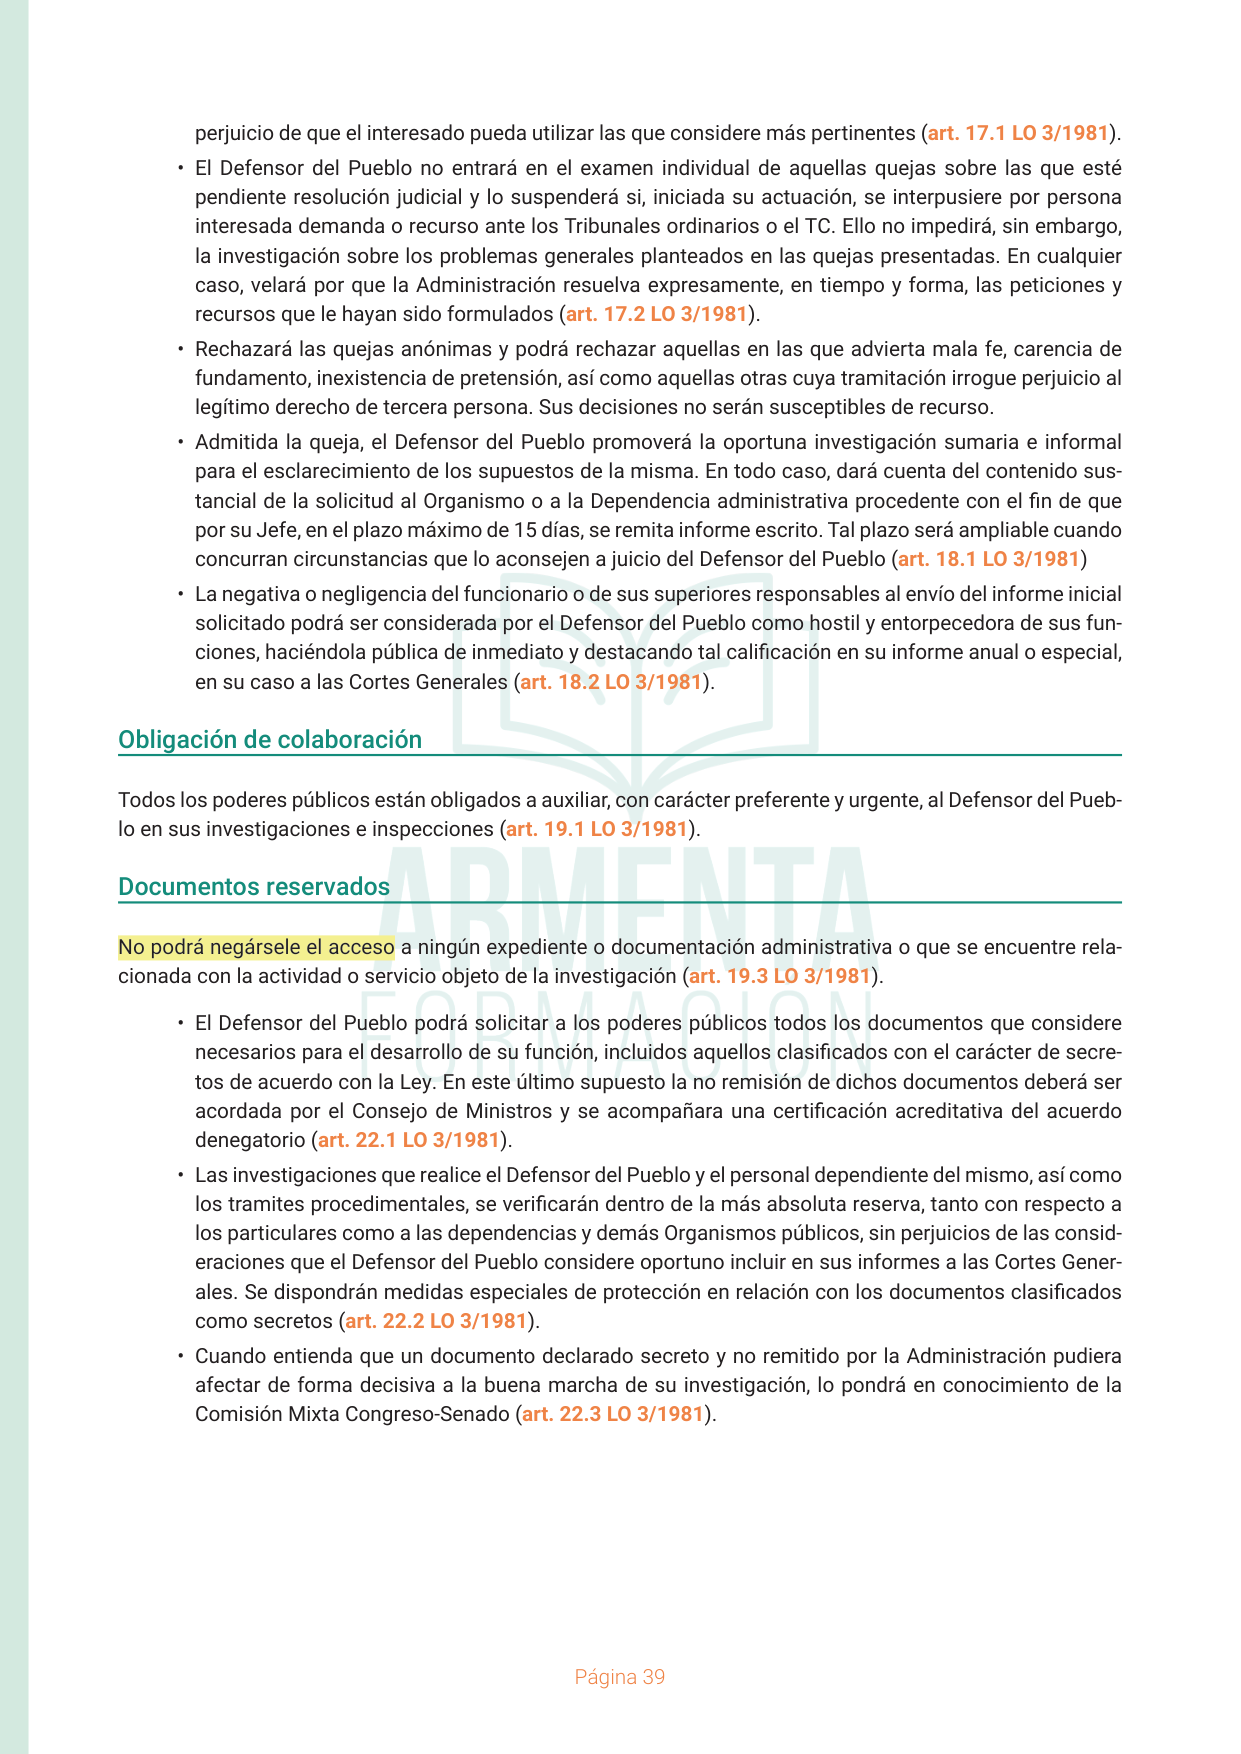 perjuicio de que el interesado pueda utilizar las que considere más pertinentes (art. 17.1 LO 3/1981).
• El Defensor del Pueblo no entrará en el examen individual de aquellas quejas sobre las que esté
pendiente resolución judicial y lo suspenderá si, iniciada su actuación, se interpusiere por persona
interesada demanda o recurso ante los Tribunales ordinarios o el TC. Ello no impedirá, sin embargo,
la investigación sobre los problemas generales planteados en las quejas presentadas. En cualquier
caso, velará por que la Administración resuelva expresamente, en tiempo y forma, las peticiones y
recursos que le hayan sido formulados (art. 17.2 LO 3/1981).
• Rechazará las quejas anónimas y podrá rechazar aquellas en las que advierta mala fe, carencia de
fundamento, inexistencia de pretensión, así como aquellas otras cuya tramitación irrogue perjuicio al
legítimo derecho de tercera persona. Sus decisiones no serán susceptibles de recurso.
• Admitida la queja, el Defensor del Pueblo promoverá la oportuna investigación sumaria e informal
para el esclarecimiento de los supuestos de la misma. En todo caso, dará cuenta del contenido sus-
tancial de la solicitud al Organismo o a la Dependencia administrativa procedente con el fin de que
por su Jefe, en el plazo máximo de 15 días, se remita informe escrito. Tal plazo será ampliable cuando
concurran circunstancias que lo aconsejen a juicio del Defensor del Pueblo (art. 18.1 LO 3/1981)
• La negativa o negligencia del funcionario o de sus superiores responsables al envío del informe inicial
solicitado podrá ser considerada por el Defensor del Pueblo como hostil y entorpecedora de sus fun-
ciones, haciéndola pública de inmediato y destacando tal calificación en su informe anual o especial,
en su caso a las Cortes Generales (art. 18.2 LO 3/1981).
Obligación de colaboración
Todos los poderes públicos están obligados a auxiliar, con carácter preferente y urgente, al Defensor del Pueb-
lo en sus investigaciones e inspecciones (art. 19.1 LO 3/1981).
ARMENTA
Documentos reservados
No podrá negársele el acceso a ningún expediente o documentación administrativa o que se encuentre rela-
cionada con la actividad o servicio objeto de la investigación (art. 19.3 LO 3/1981).
FORMACIÓN
• El Defensor del Pueblo podrá solicitar a los poderes públicos todos los documentos que considere
necesarios para el desarrollo de su función, incluidos aquellos clasificados con el carácter de secre-
tos de acuerdo con la Ley. En este último supuesto la no remisión de dichos documentos deberá ser
acordada por el Consejo de Ministros y se acompañara una certificación acreditativa del acuerdo
denegatorio (art. 22.1 LO 3/1981).
• Las investigaciones que realice el Defensor del Pueblo y el personal dependiente del mismo, así como
los tramites procedimentales, se verificarán dentro de la más absoluta reserva, tanto con respecto a
los particulares como a las dependencias y demás Organismos públicos, sin perjuicios de las consid-
eraciones que el Defensor del Pueblo considere oportuno incluir en sus informes a las Cortes Gener-
ales. Se dispondrán medidas especiales de protección en relación con los documentos clasificados
como secretos (art. 22.2 LO 3/1981).
• Cuando entienda que un documento declarado secreto y no remitido por la Administración pudiera
afectar de forma decisiva a la buena marcha de su investigación, lo pondrá en conocimiento de la
Comisión Mixta Congreso-Senado (art. 22.3 LO 3/1981).
Página 39